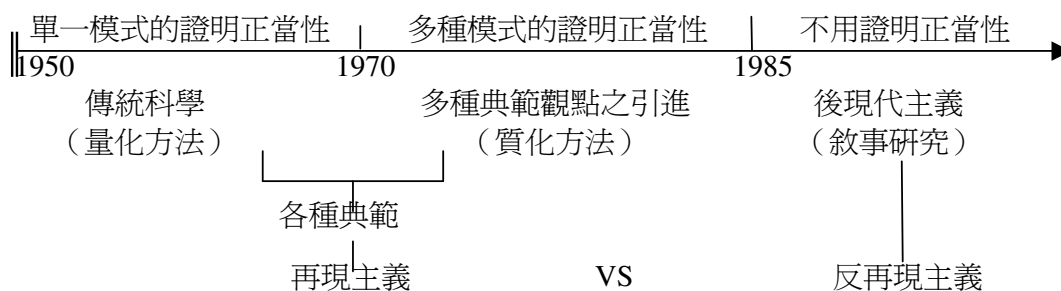 單一模式的證明正當性 多種模式的證明正當性 不用證明正當性
1950 1970 1985
傳統科學 多種典範觀點之引進 後現代主義
（量化方法） （質化方法） （敘事研究）
各種典範
再現主義 VS 反再現主義